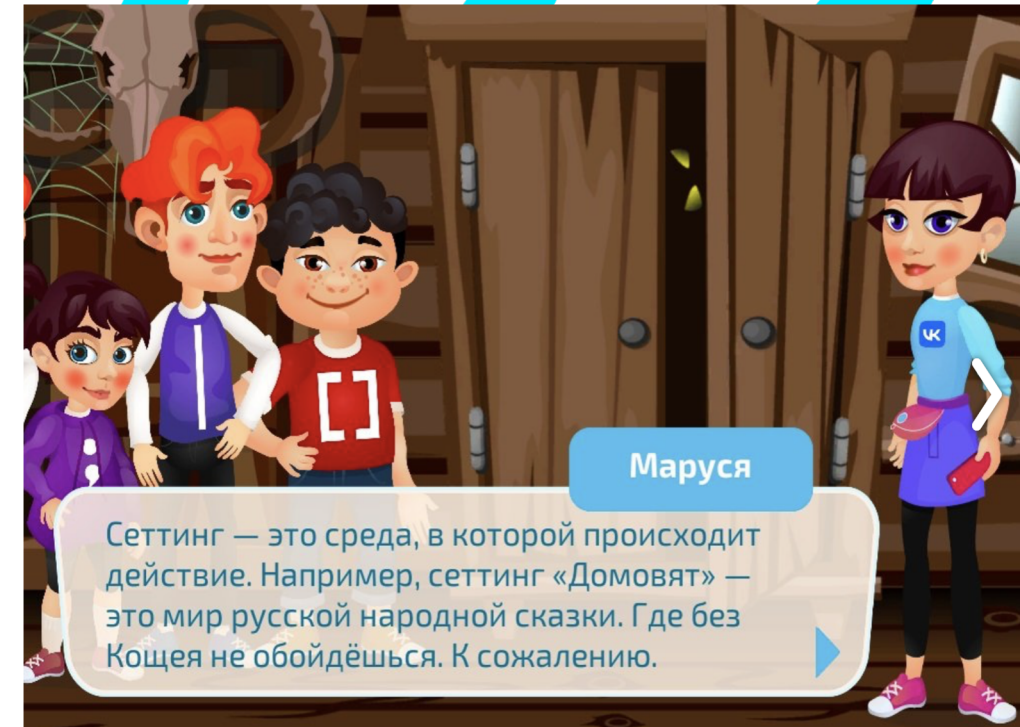 VK
Маруся
Сеттинг — это среда, в которой происходит
действие. Например, сеттинг «Домовят» —
это мир русской народной сказки. Где без
Кощея не обойдёшься. К сожалению.